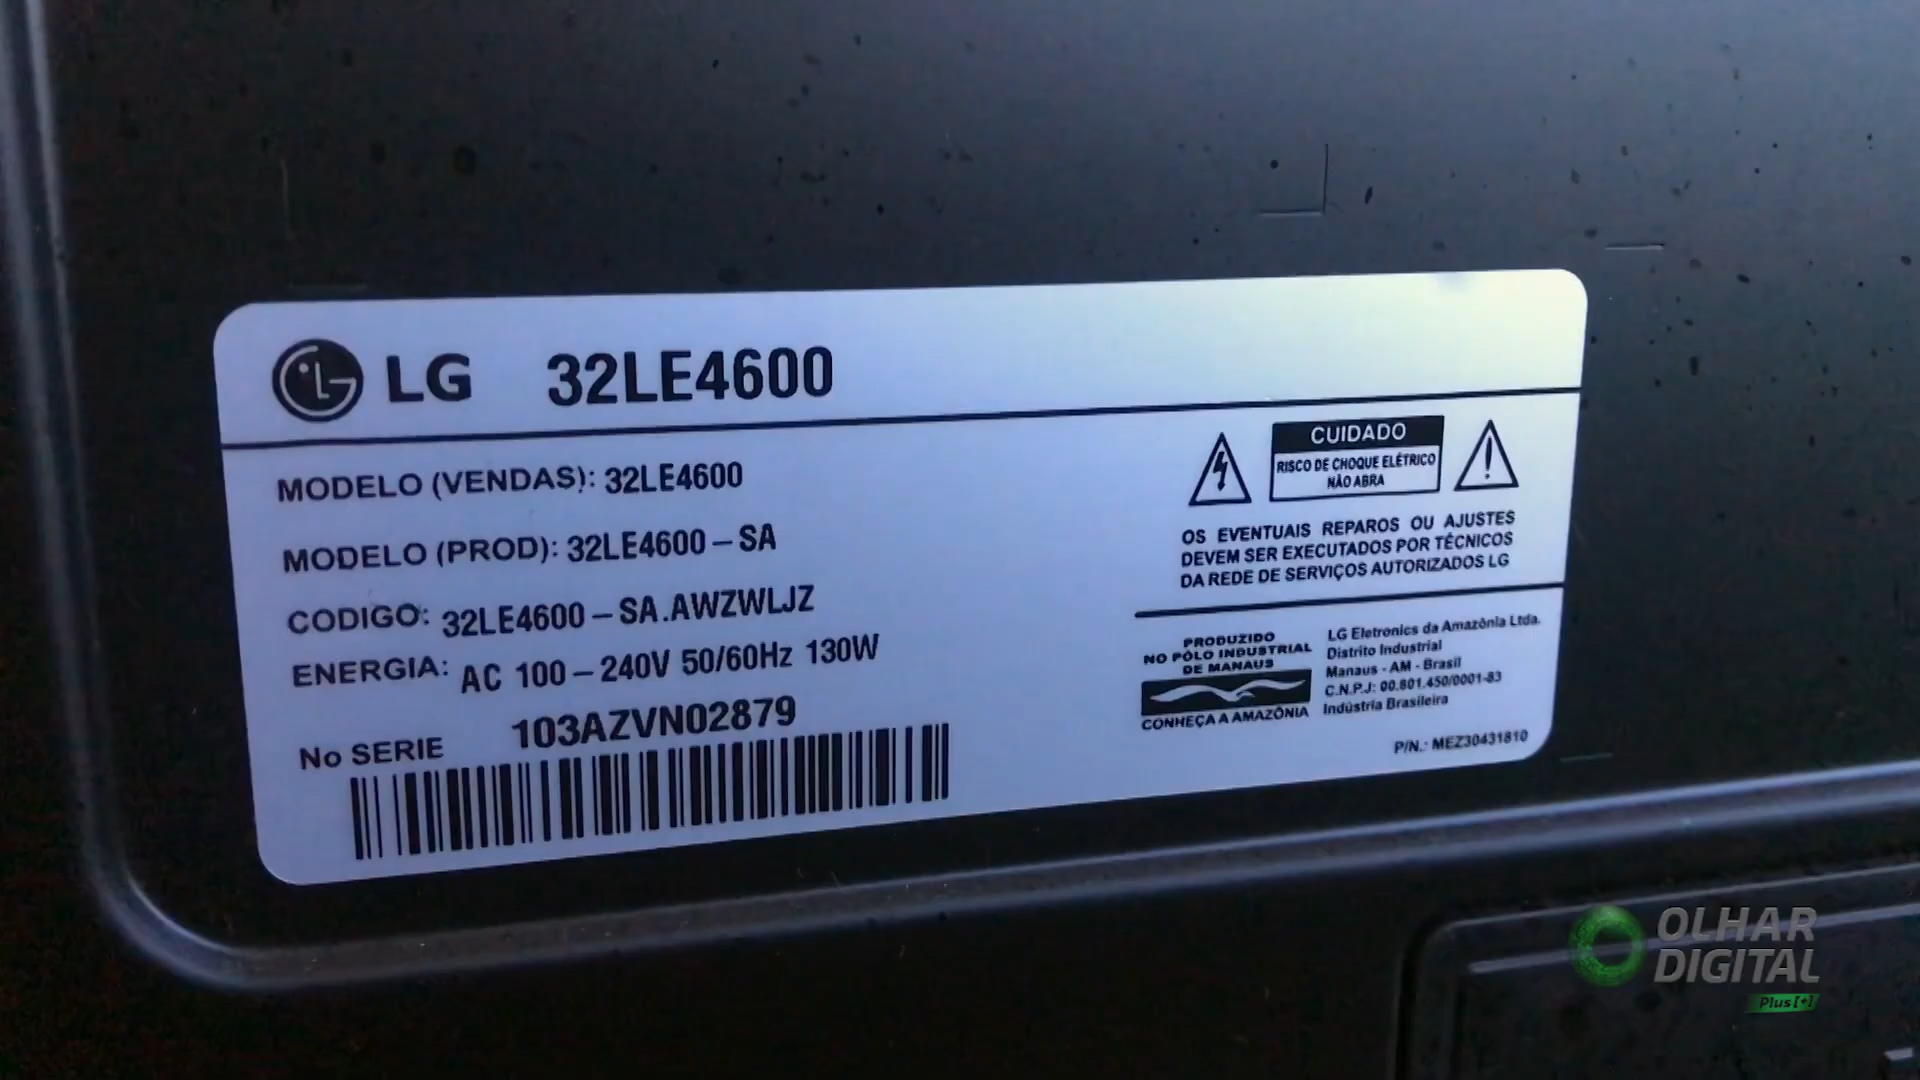 LG 32LE4600
MODELO (VENDAS): 32LE4600
MODELO (PROD): 32LE4600-SA
CODIGO: 32LE4600-SA.AWZWLJZ
ENERGIA: AC 100-240V 50/60Hz 130W
No SERIE 103AZVN02879
CUIDADO
RISCO DE CHOQUE ELÉTRICO
NÃO ABRA
OS EVENTUAIS REPAROS OU AJUSTES
DEVEM SER EXECUTADOS POR TÉCNICOS
DA REDE DE SERVIÇOS AUTORIZADOS LG
PRODUZIDO
NO PÓLO INDUSTRIAL
DE MANAUS
CONHEÇA A AMAZÔNIA
LG Eletronics da Amazônia Ltda.
Distrito Industrial
Manaus - AM - Brasil
C.N.P.J: 00.801.450/0001-83
Indústria Brasileira
P/N.: MEZ30431810
OLHAR
DIGITAL
Plus[+]